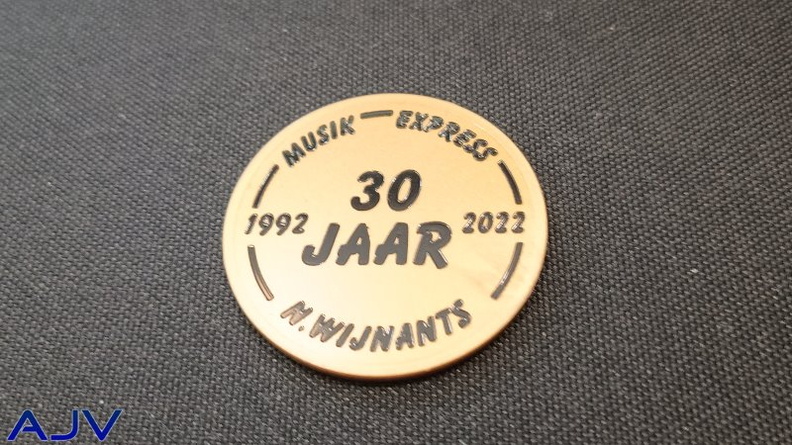 MUSIK EXPRESS
30
1992 2022
JAAR
H.WIJNANTS
AJV